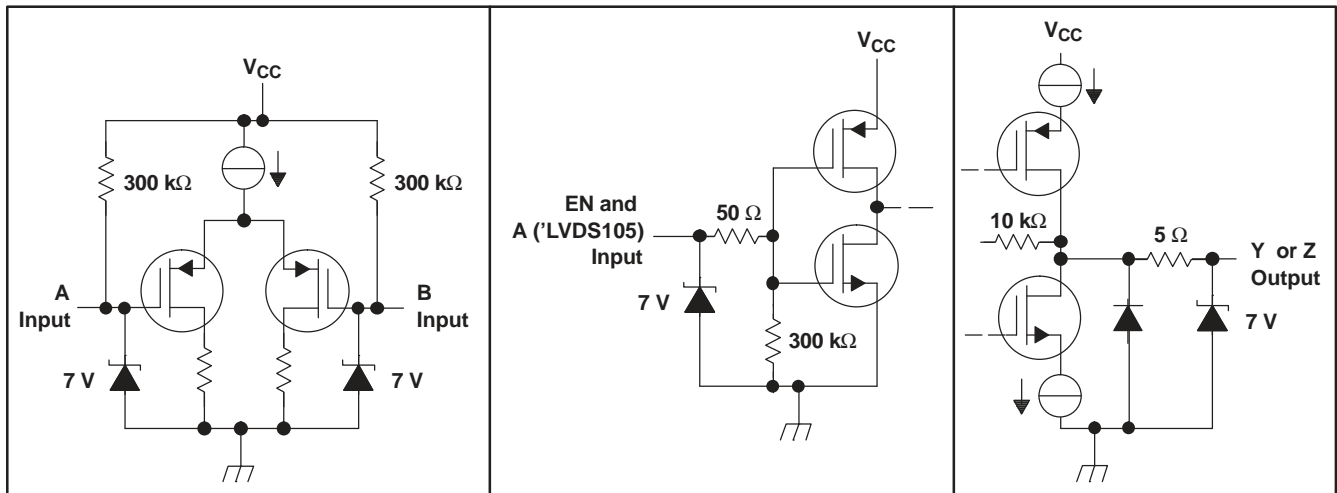 VCC
300 kΩ
300 kΩ
A
Input
B
Input
7 V
7 V
VCC
EN and
A ('LVDS105)
Input
50 Ω
7 V
300 kΩ
VCC
10 kΩ
5 Ω
Y or Z
Output
7 V